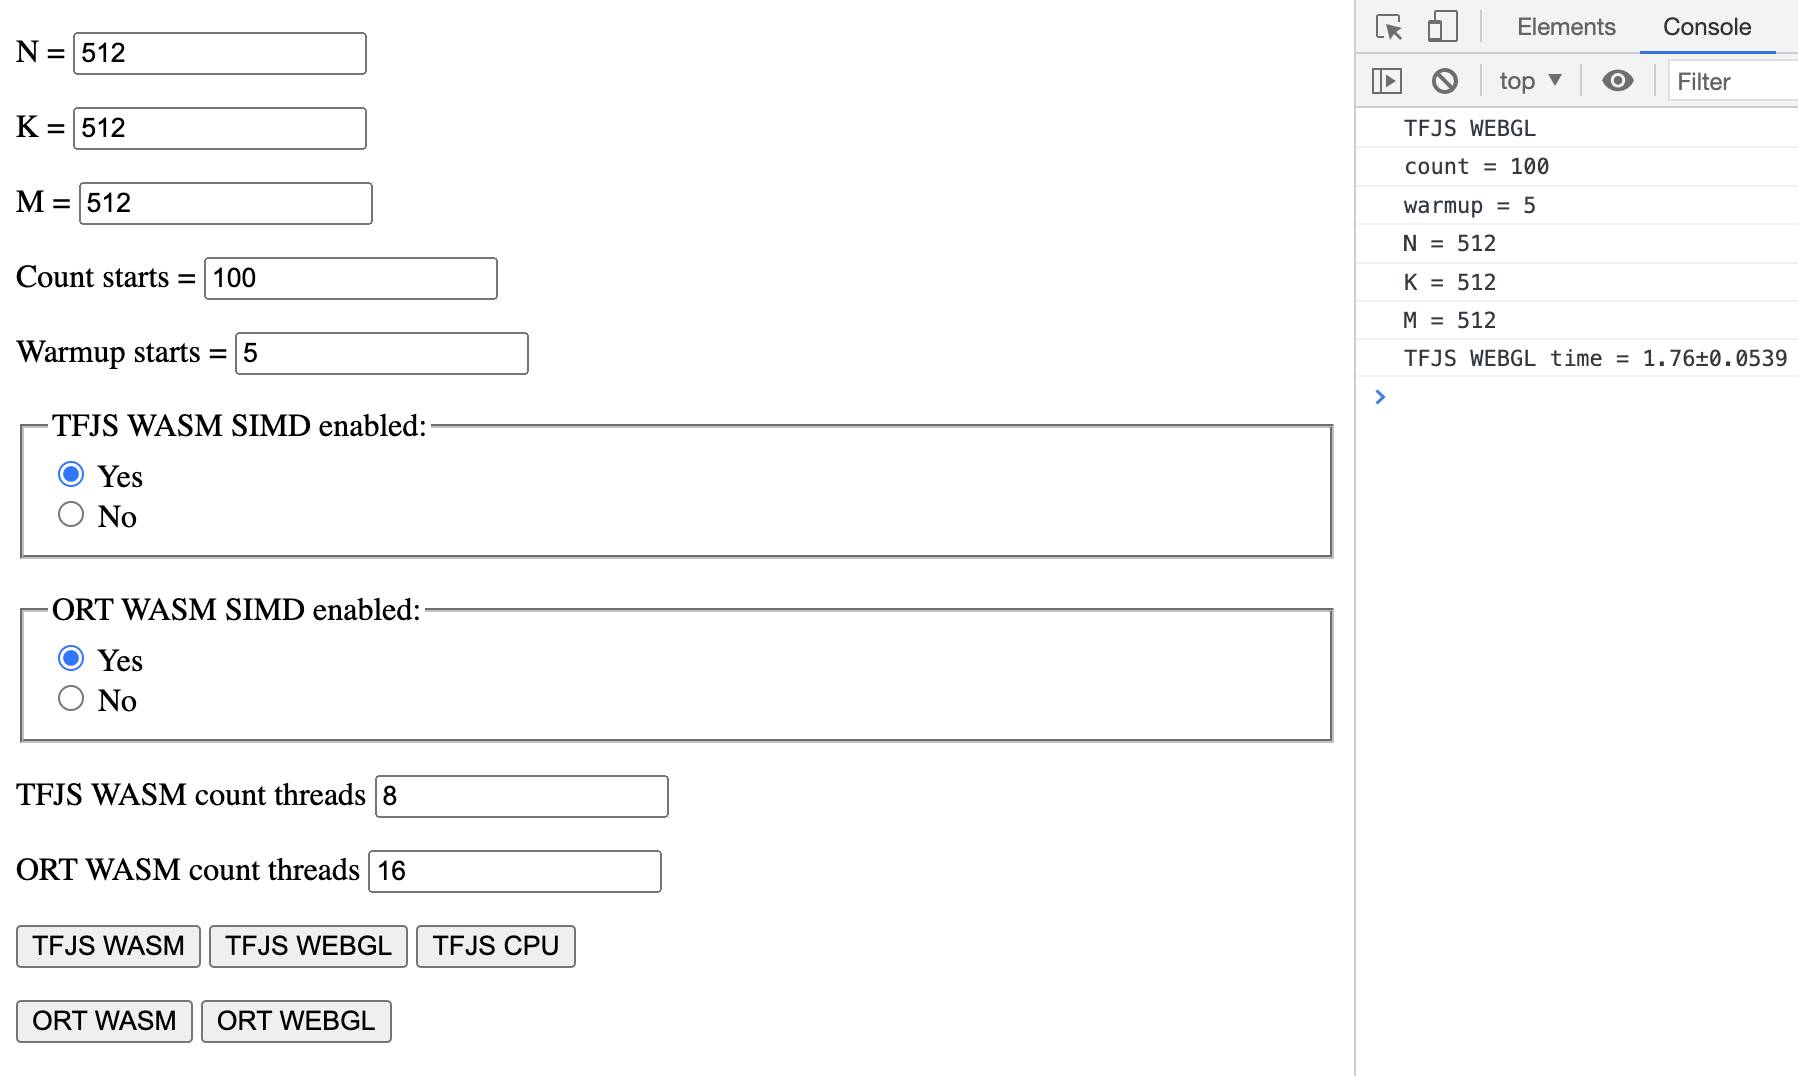 N = 512
K = 512
M = 512
Count starts = 100
Warmup starts = 5
TFJS WASM SIMD enabled:
Yes
No
ORT WASM SIMD enabled:
Yes
No
TFJS WASM count threads 8
ORT WASM count threads 16
TFJS WASM TFJS WEBGL TFJS CPU
ORT WASM ORT WEBGL
Elements Console
top ▼ Filter
TFJS WEBGL
count = 100
warmup = 5
N = 512
K = 512
M = 512
TFJS WEBGL time = 1.76±0.0539
>